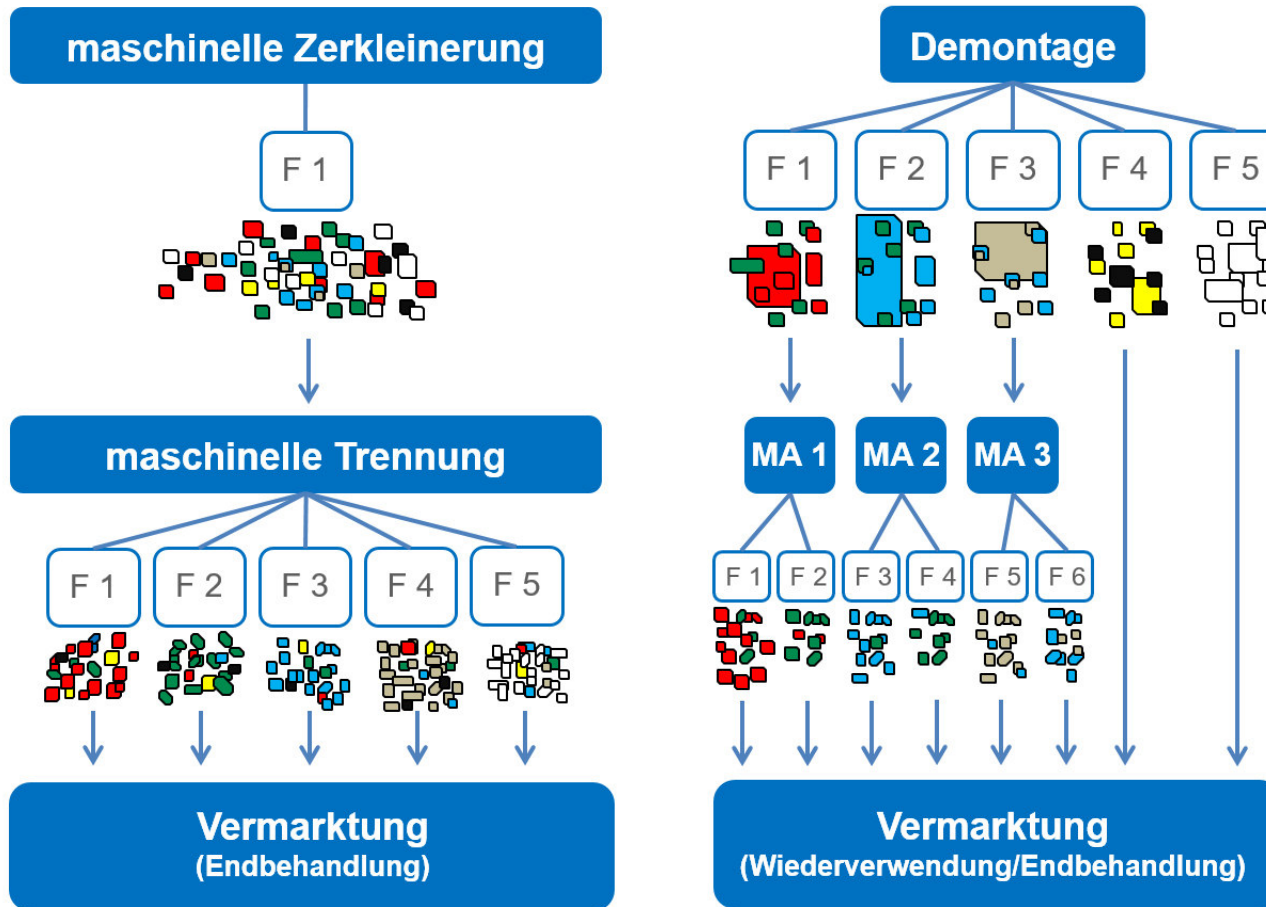 maschinelle Zerkleinerung
F 1
maschinelle Trennung
F 1 F 2 F 3 F 4 F 5
Vermarktung
(Endbehandlung)
Demontage
F 1 F 2 F 3 F 4 F 5
MA 1 MA 2 MA 3
F 1 F 2 F 3 F 4 F 5 F 6
Vermarktung
(Wiederverwendung/Endbehandlung)